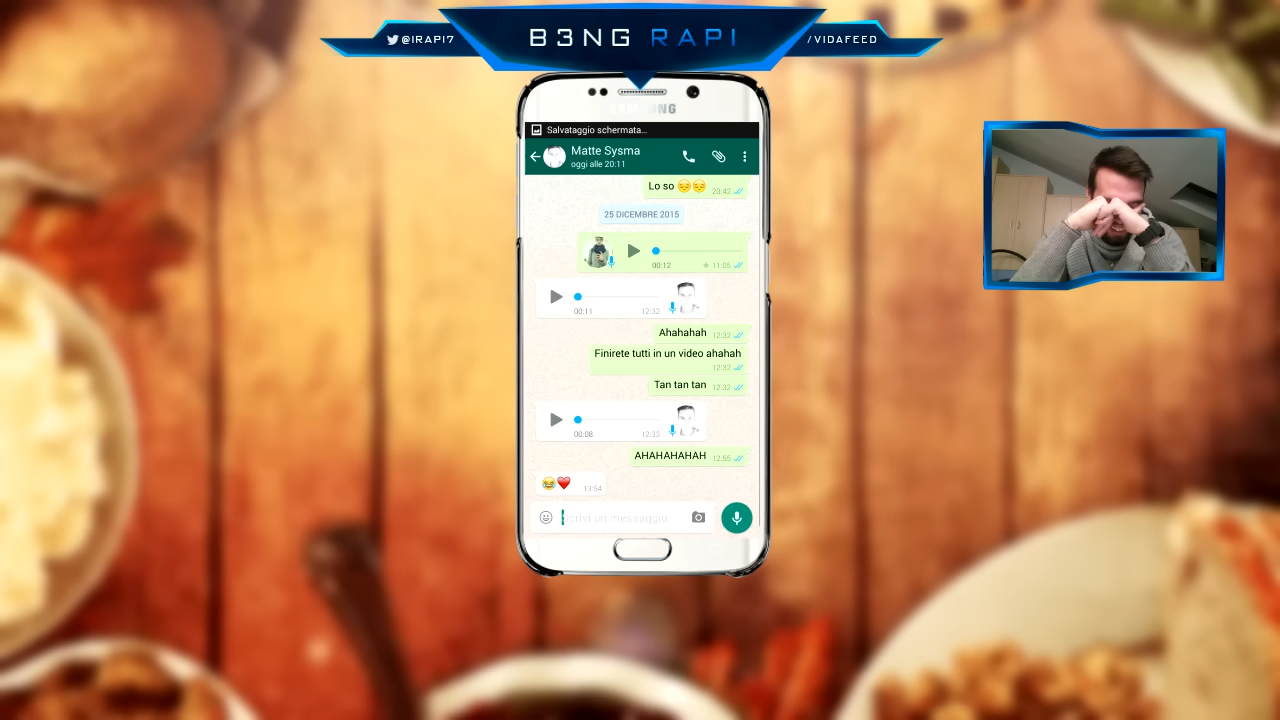 @IRAPI7
B3NG RAPI
/VIDAFEED
SAMSUNG
Salvataggio schermata...
Matte Sysma
oggi alle 20:11
Lo so 😔😔 20:42
25 DICEMBRE 2015
00:12 11:05
00:11 12:32
Ahahahah 12:32
Finirete tutti in un video ahahah
12:32
Tan tan tan 12:32
00:08 12:33
AHAHAHAHAH 12:55
😂❤ 13:54
Scrivi un messaggio